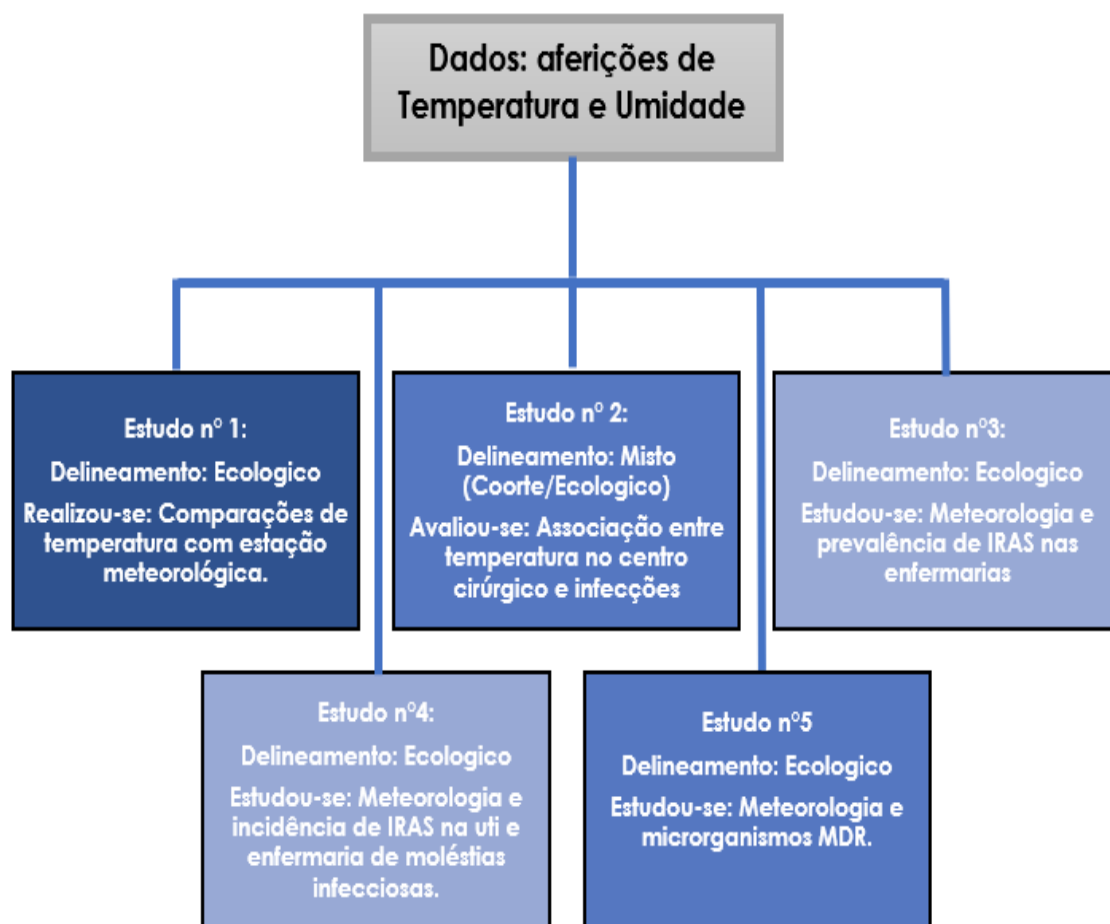 Dados: aferições de
Temperatura e Umidade
Estudo nº 1:
Delineamento: Ecologico
Realizou-se: Comparações de
temperatura com estação
meteorológica.
Estudo nº 2:
Delineamento: Misto
(Coorte/Ecologico)
Avaliou-se: Associação entre
temperatura no centro
cirúrgico e infecções
Estudo nº3:
Delineamento: Ecologico
Estudou-se: Meteorologia e
prevalência de IRAS nas
enfermarias
Estudo nº4:
Delineamento: Ecologico
Estudou-se: Meteorologia e
incidência de IRAS na uti e
enfermaria de moléstias
infecciosas.
Estudo nº5
Delineamento: Ecologico
Estudou-se: Meteorologia e
microrganismos MDR.